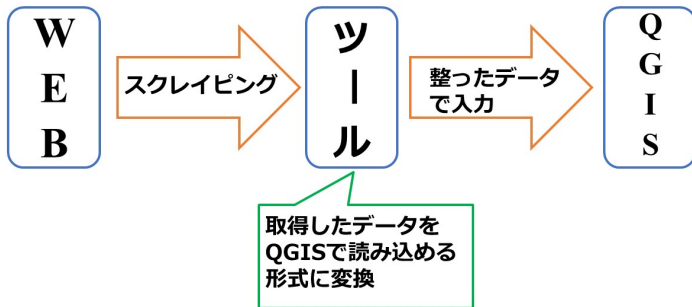 WEB
スクレイピング
ツール
整ったデータ
で入力
QGIS
取得したデータを
QGISで読み込める
形式に変換